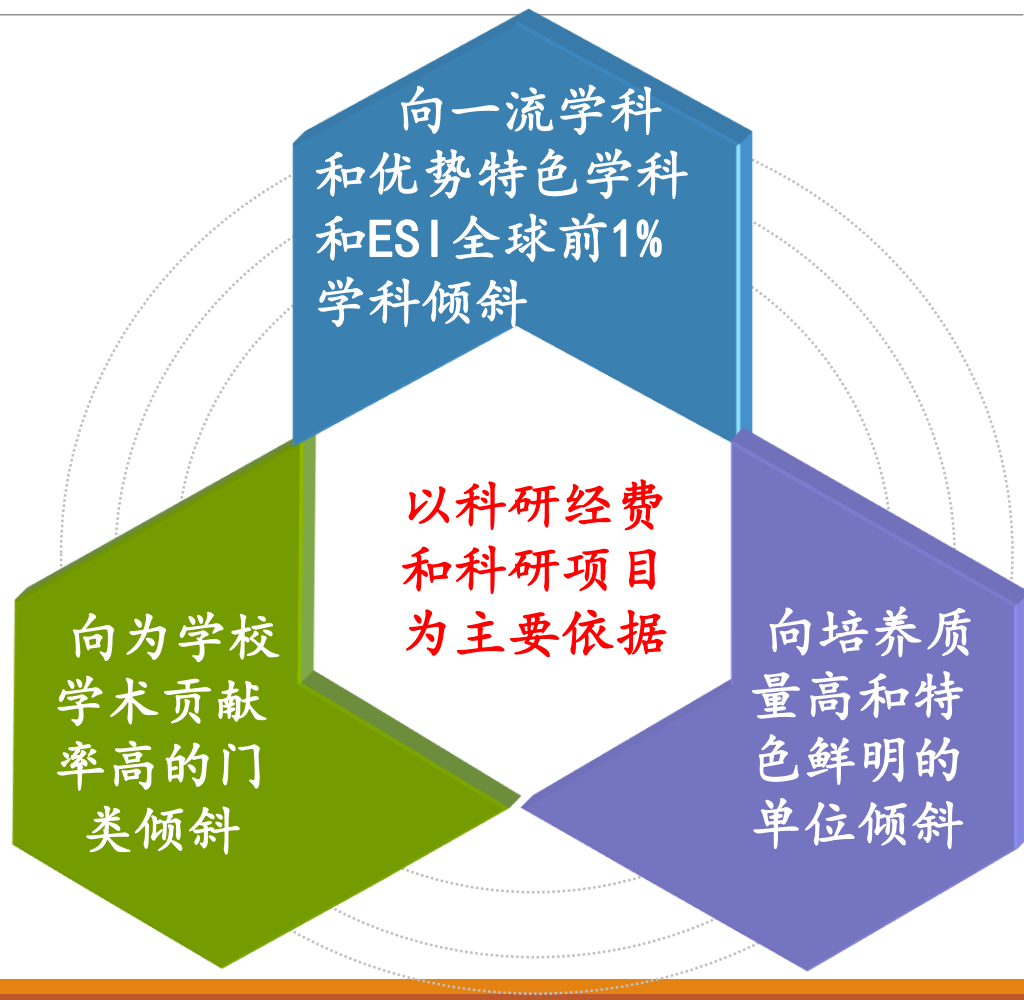 向一流学科
和优势特色学科
和ESI全球前1%
学科倾斜
以科研经费
和科研项目
为主要依据
向为学校
学术贡献
率高的门
类倾斜
向培养质
量高和特
色鲜明的
单位倾斜